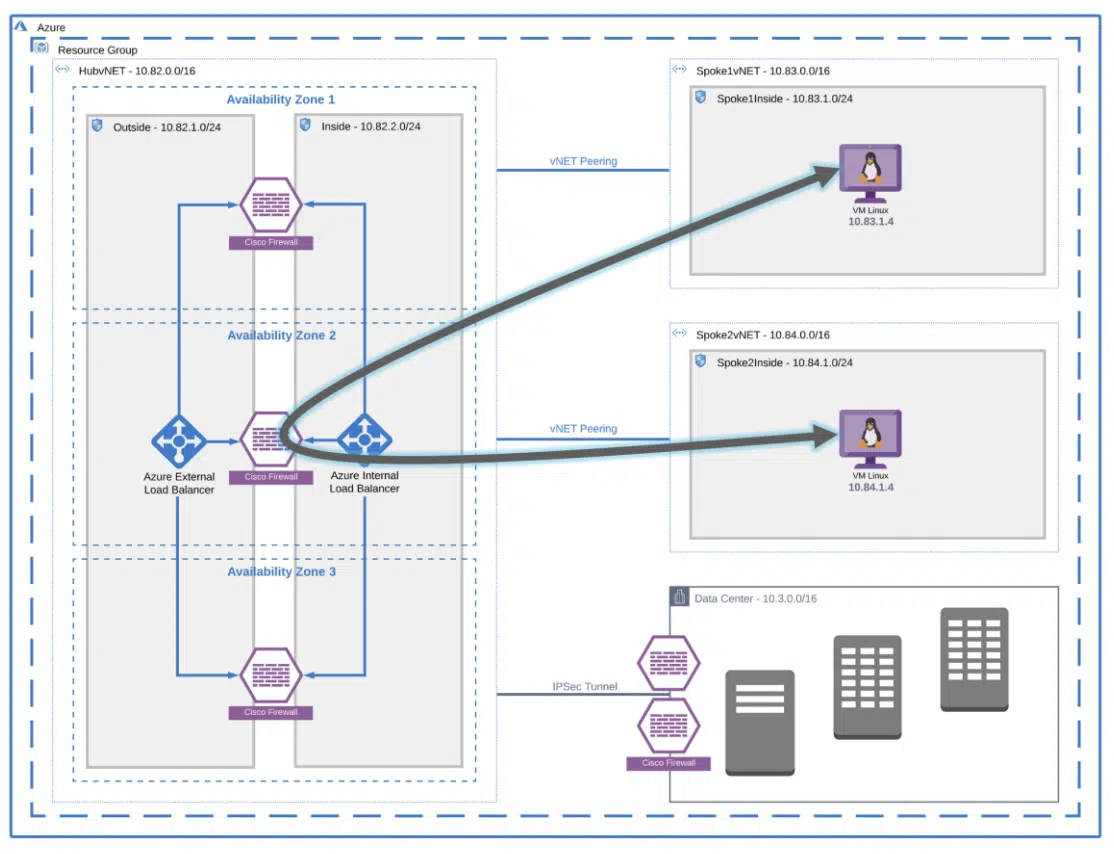 Azure
Resource Group
HubvNET - 10.82.0.0/16
Availability Zone 1
Outside - 10.82.1.0/24
Inside - 10.82.2.0/24
Cisco Firewall
Availability Zone 2
Azure External
Load Balancer
Cisco Firewall
Azure Internal
Load Balancer
Availability Zone 3
Cisco Firewall
vNET Peering
Spoke1vNET - 10.83.0.0/16
Spoke1Inside - 10.83.1.0/24
VM Linux
10.83.1.4
vNET Peering
Spoke2vNET - 10.84.0.0/16
Spoke2Inside - 10.84.1.0/24
VM Linux
10.84.1.4
IPSec Tunnel
Data Center - 10.3.0.0/16
Cisco Firewall